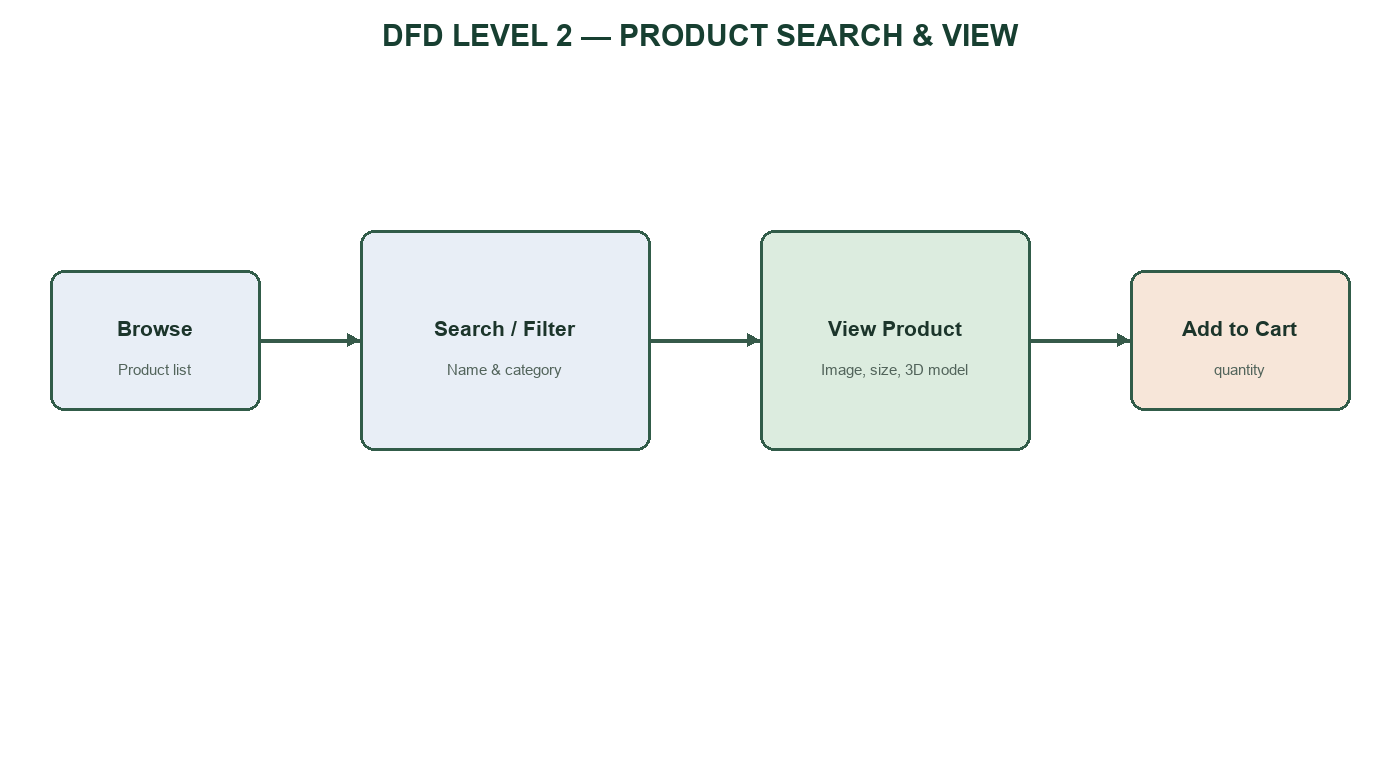 DFD LEVEL 2 — PRODUCT SEARCH & VIEW
Browse
Product list
Search / Filter
Name & category
View Product
Image, size, 3D model
Add to Cart
quantity